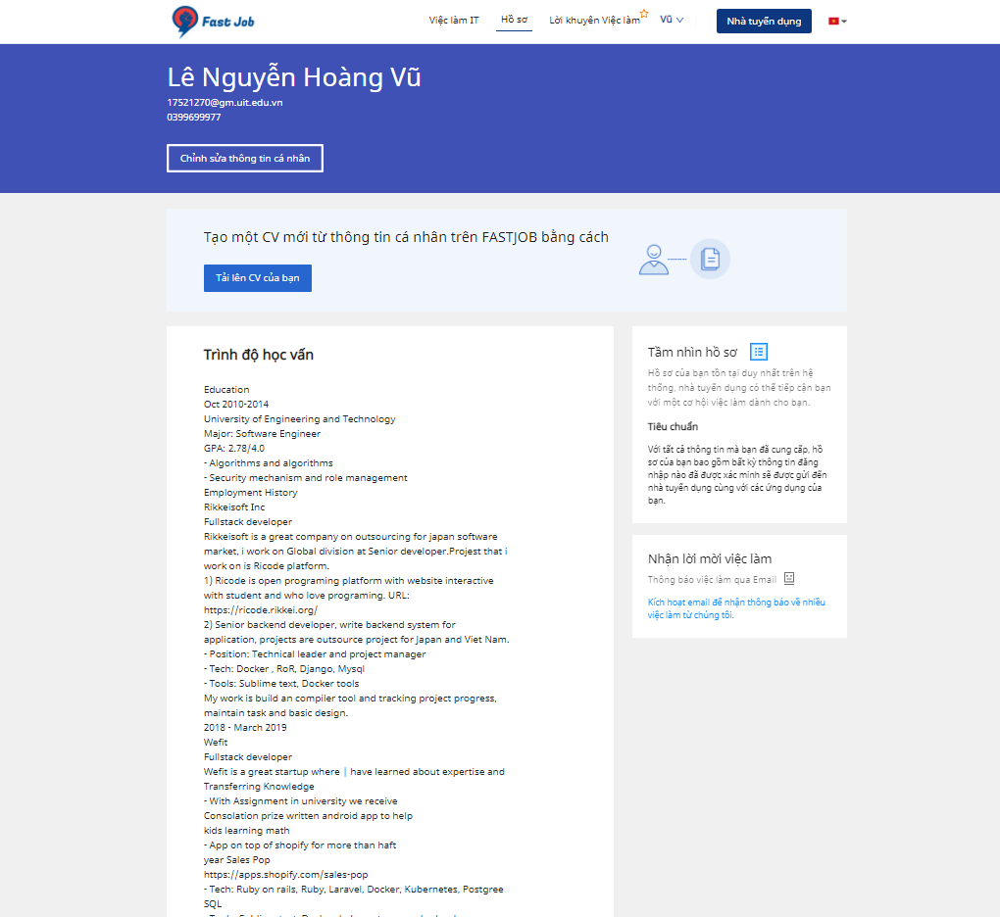 Fast Job
Việc làm IT
Hồ sơ
Lời khuyên Việc làm
Vũ
Nhà tuyển dụng
Lê Nguyễn Hoàng Vũ
17521270@gm.uit.edu.vn
0399699977
Chỉnh sửa thông tin cá nhân
Tạo một CV mới từ thông tin cá nhân trên FASTJOB bằng cách
Tải lên CV của bạn
Trình độ học vấn
Education
Oct 2010-2014
University of Engineering and Technology
Major: Software Engineer
GPA: 2.78/4.0
- Algorithms and algorithms
- Security mechanism and role management
Employment History
Rikkeisoft Inc
Fullstack developer
Rikkeisoft is a great company on outsourcing for japan software
market, i work on Global division at Senior developer.Projest that i
work on is Ricode platform.
1) Ricode is open programing platform with website interactive
with student and who love programing. URL:
https://ricode.rikkei.org/
2) Senior backend developer, write backend system for
application, projects are outsource project for Japan and Viet Nam.
- Position: Technical leader and project manager
- Tech: Docker , RoR, Django, Mysql
- Tools: Sublime text, Docker tools
My work is build an compiler tool and tracking project progress,
maintain task and basic design.
2018 - March 2019
Wefit
Fullstack developer
Wefit is a great startup where | have learned about expertise and
Transferring Knowledge
- With Assignment in university we receive
Consolation prize written android app to help
kids learning math
- App on top of shopify for more than haft
year Sales Pop
https://apps.shopify.com/sales-pop
- Tech: Ruby on rails, Ruby, Laravel, Docker, Kubernetes, Postgree
SQL
Tầm nhìn hồ sơ
Hồ sơ của bạn tồn tại duy nhất trên hệ
thống, nhà tuyển dụng có thể tiếp cận bạn
với một cơ hội việc làm dành cho bạn.
Tiêu chuẩn
Với tất cả thông tin mà bạn đã cung cấp, hồ
sơ của bạn bao gồm bất kỳ thông tin đăng
nhập nào đã được xác minh sẽ được gửi đến
nhà tuyển dụng cùng với các ứng dụng của
bạn.
Nhận lời mời việc làm
Thông báo việc làm qua Email
Kích hoạt email để nhận thông báo về nhiều
việc làm từ chúng tôi.